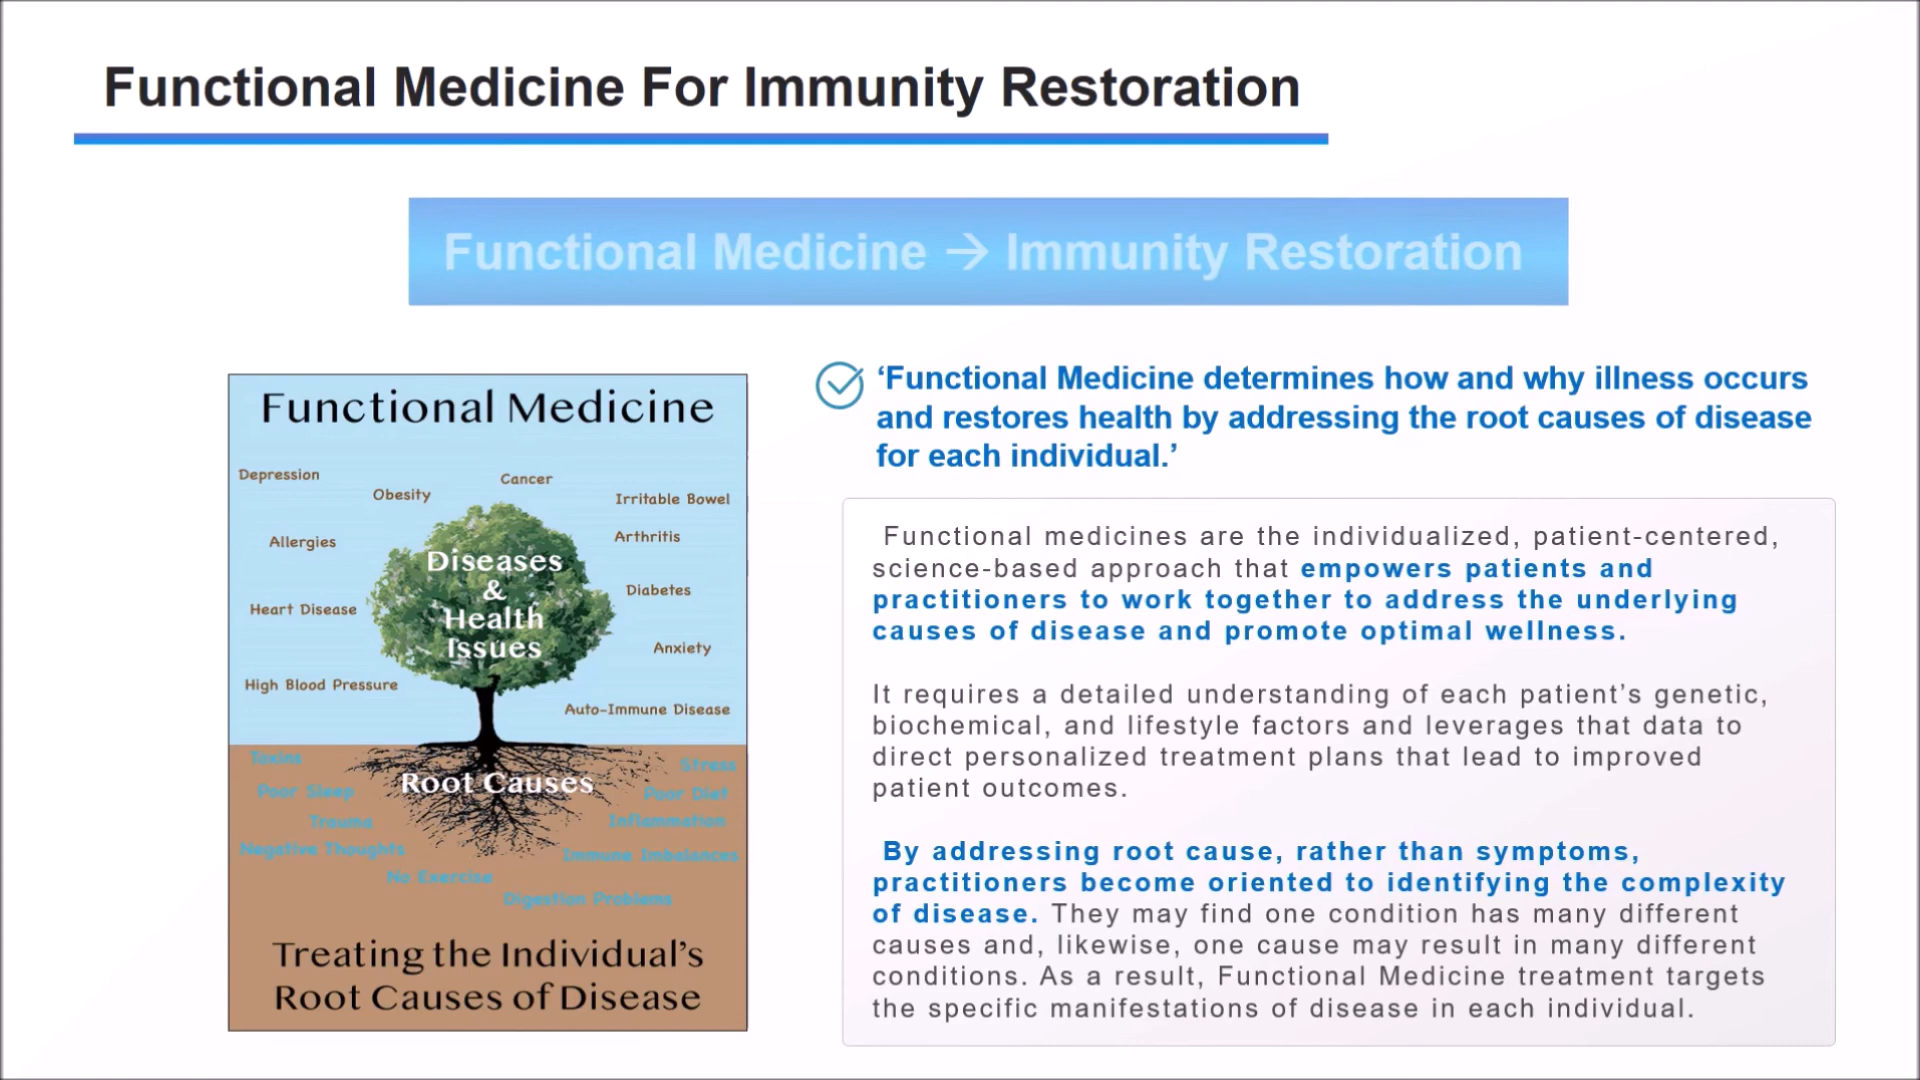 Functional Medicine For Immunity Restoration
Functional Medicine → Immunity Restoration
Functional Medicine
Depression
Obesity
Cancer
Irritable Bowel
Allergies
Arthritis
Diseases
&
Health
Issues
Diabetes
Heart Disease
Anxiety
High Blood Pressure
Auto-Immune Disease
Toxins
Stress
Root Causes
Poor Sleep
Poor Diet
Trauma
Inflammation
Negative Thoughts
Immune Imbalances
No Exercise
Digestion Problems
Treating the Individual's
Root Causes of Disease
‘Functional Medicine determines how and why illness occurs
and restores health by addressing the root causes of disease
for each individual.’
Functional medicines are the individualized, patient-centered,
science-based approach that empowers patients and
practitioners to work together to address the underlying
causes of disease and promote optimal wellness.
It requires a detailed understanding of each patient’s genetic,
biochemical, and lifestyle factors and leverages that data to
direct personalized treatment plans that lead to improved
patient outcomes.
By addressing root cause, rather than symptoms,
practitioners become oriented to identifying the complexity
of disease. They may find one condition has many different
causes and, likewise, one cause may result in many different
conditions. As a result, Functional Medicine treatment targets
the specific manifestations of disease in each individual.